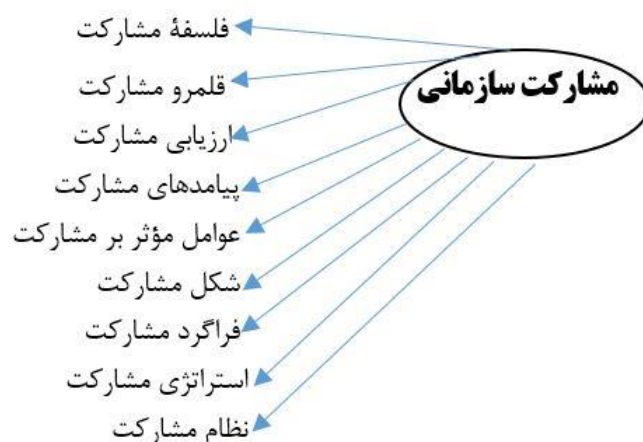 مشارکت سازمانی
فلسفۀ مشارکت
قلمرو مشارکت
ارزیابی مشارکت
پیامدهای مشارکت
عوامل مؤثر بر مشارکت
شکل مشارکت
فراگرد مشارکت
استراتژی مشارکت
نظام مشارکت